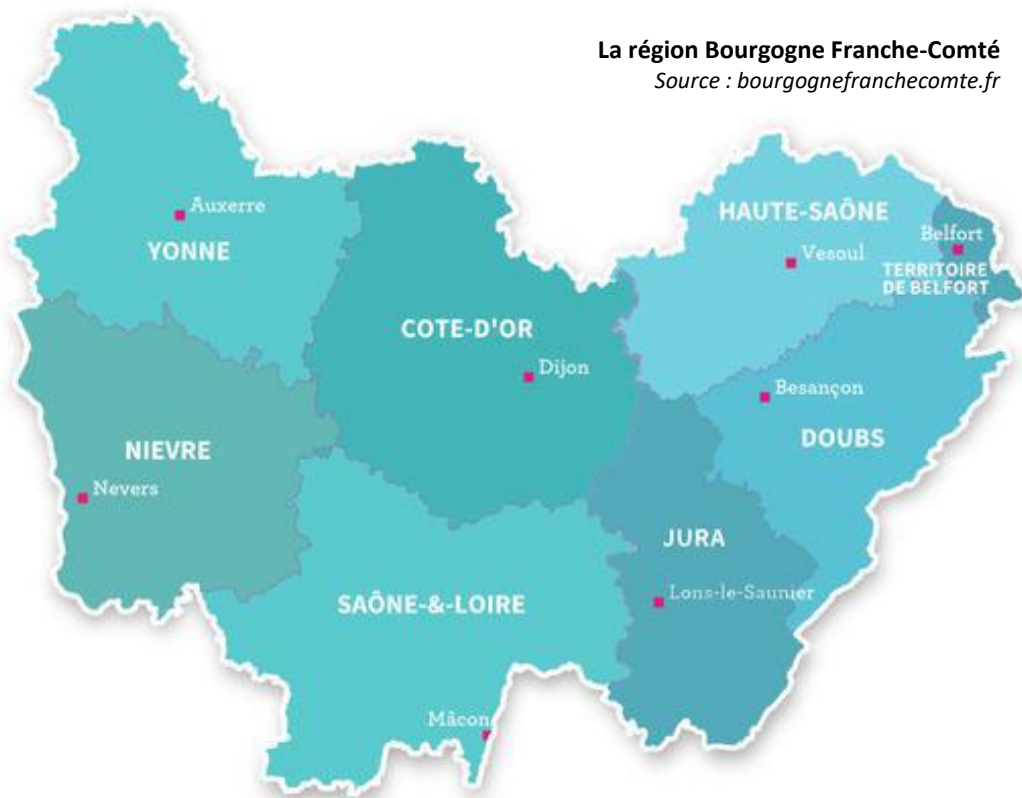 La région Bourgogne Franche-Comté
Source : bourgognefranchecomte.fr
Auxerre
YONNE
HAUTE-SAÔNE
Belfort
Vesoul
TERRITOIRE
DE BELFORT
COTE-D'OR
Dijon
Besançon
DOUBS
NIEVRE
Nevers
JURA
Lons-le-Saunier
SAÔNE-&-LOIRE
Mâcon